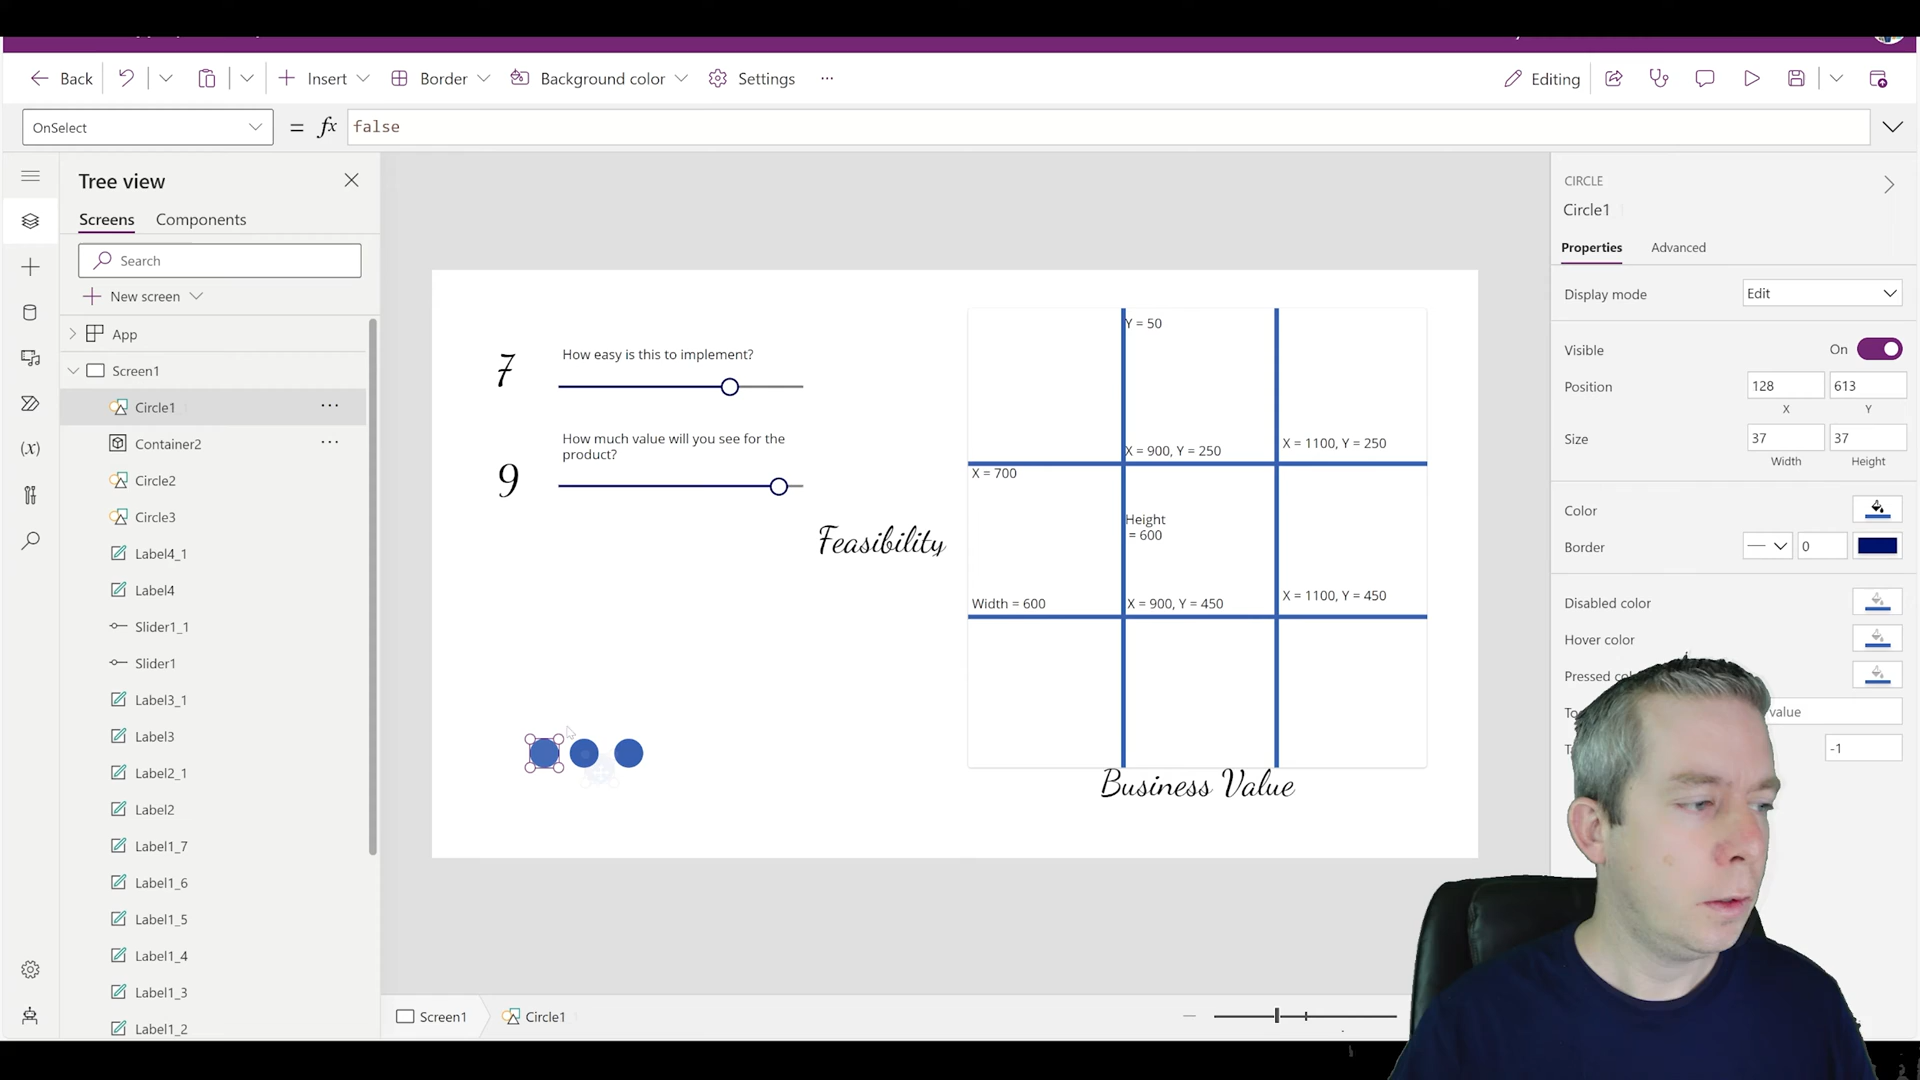 Back
Insert
Border
Background color
Settings
...
Editing
OnSelect
= fx false
Tree view
Screens Components
Search
New screen
App
Screen1
Circle1 ...
Container2 ...
Circle2
Circle3
Label4_1
Label4
Slider1_1
Slider1
Label3_1
Label3
Label2_1
Label2
Label1_7
Label1_6
Label1_5
Label1_4
Label1_3
Label1_2
7
How easy is this to implement?
9
How much value will you see for the
product?
Feasibility
Y = 50
X = 900, Y = 250
X = 1100, Y = 250
X = 700
Height
= 600
Width = 600
X = 900, Y = 450
X = 1100, Y = 450
Business Value
Screen1
Circle1
CIRCLE
Circle1
Properties Advanced
Display mode Edit
Visible On
Position 128 613
X Y
Size 37 37
Width Height
Color
Border 0
Disabled color
Hover color
Pressed
value
-1